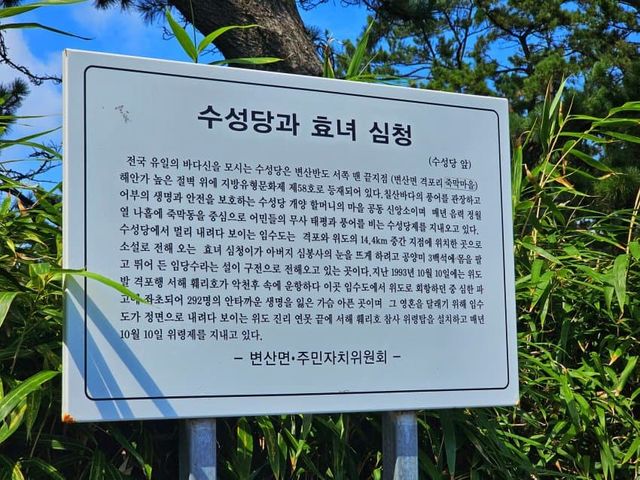 수성당과 효녀 심청
(수성당 앞)
전국 유일의 바다신을 모시는 수성당은 변산반도 서쪽 맨 끝지점 (변산면 격포리 죽막마을)
해안가 높은 절벽 위에 지방유형문화제 제58호로 등재되어 있다.칠산바다의 풍어를 관장하고
어부의 생명과 안전을 보호하는 수성당 개양 할머니의 마을 공동 신앙소이며 매년 음력 정월
열 나흘에 죽막동을 중심으로 어민들의 무사 태평과 풍어를 비는 수성당제를 지내오고 있다.
수성당에서 멀리 내려다 보이는 임수도는 격포와 위도의 14.4km 중간 지점에 위치한 곳으로
소설로 전해 오는 효녀 심청이가 아버지 심봉사의 눈을 뜨게 하려고 공양미 3백석에 몸을 팔
고 뛰어 든 임당수라는 설이 구전으로 전해오고 있는 곳이다.지난 1993년 10월 10일에는 위도
발 격포행 서해 훼리호가 악천후 속에 운항하다 이곳 임수도에서 위도로 회항하던 중 심한 파
고에 좌초되어 292명의 안타까운 생명을 잃은 가슴 아픈 곳이며 그 영혼을 달래기 위해 임수
도가 정면으로 내려다 보이는 위도 진리 연못 끝에 서해 훼리호 참사 위령탑을 설치하고 매년
10월 10일 위령제를 지내고 있다.
– 변산면·주민자치위원회 –